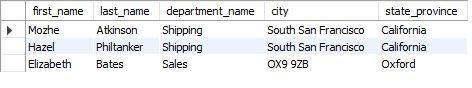 first_name last_name department_name city state_province
Mozhe Atkinson Shipping South San Francisco California
Hazel Philtanker Shipping South San Francisco California
Elizabeth Bates Sales OX9 9ZB Oxford